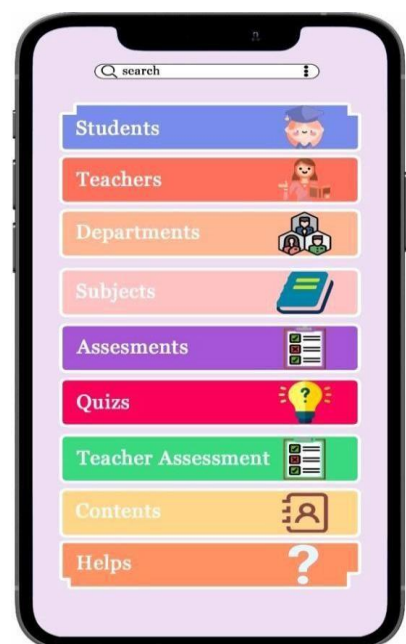 search
Students
Teachers
Departments
Subjects
Assesments
Quizs
Teacher Assessment
Contents
Helps